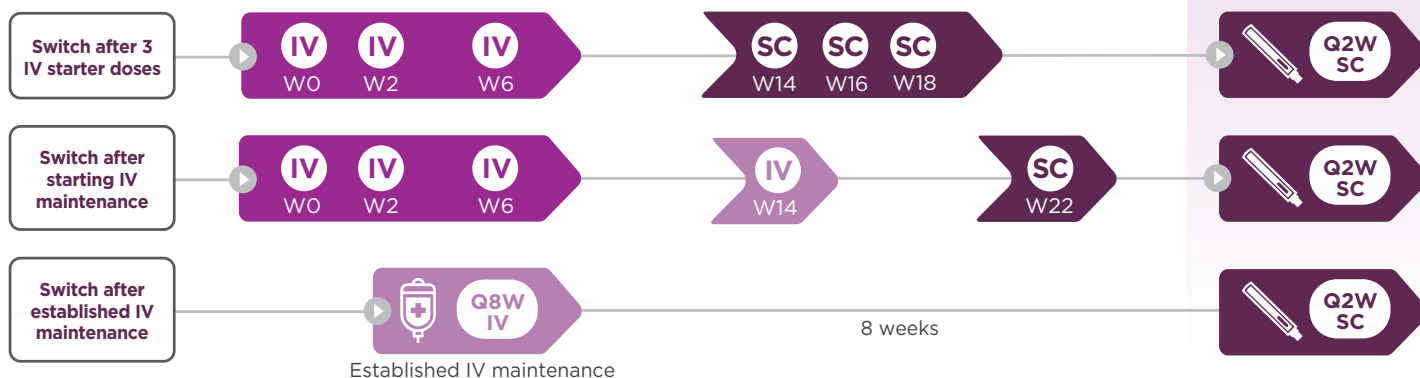 Switch after 3
IV starter doses
IV IV IV
W0 W2 W6
SC SC SC
W14 W16 W18
Q2W
SC
Switch after
starting IV
maintenance
IV IV IV
W0 W2 W6
IV
W14
SC
W22
Q2W
SC
Switch after
established IV
maintenance
Q8W
IV
Established IV maintenance
8 weeks
Q2W
SC